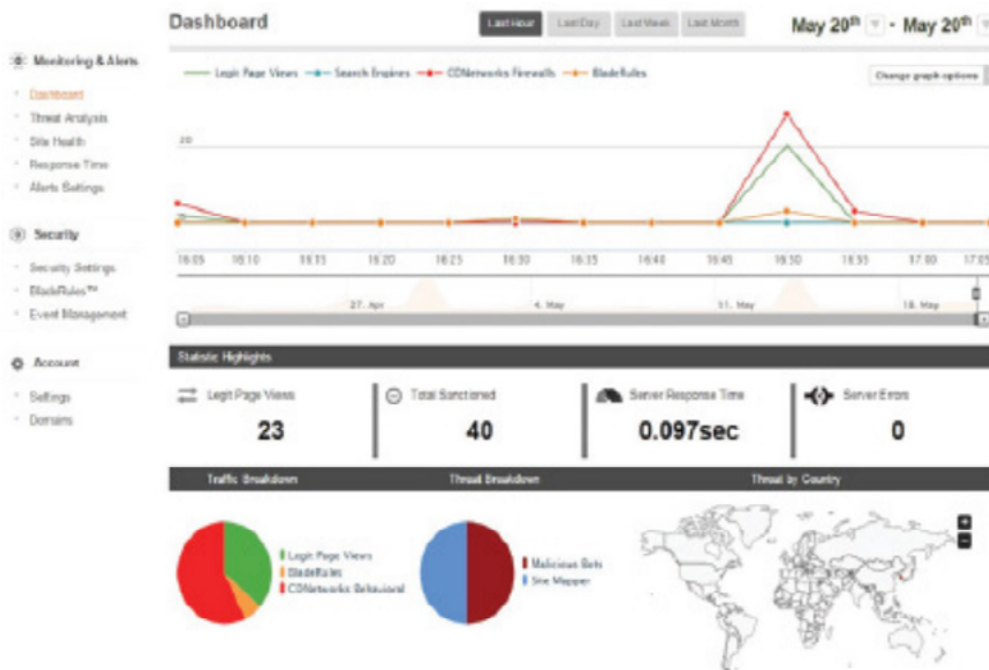 Dashboard
Last Hour
Last Day
Last Week
Last Month
May 20th - May 20th
Monitoring & Alerts
Dashboard
Threat Analysis
Site Health
Response Time
Alerts Settings
Security
Security Settings
BladeRules™
Event Management
Account
Settings
Domains
Legit Page Views
Search Engines
CDNetworks Firewalls
BladeRules
Change graph options
20
16:05 16:10 16:15 16:20 16:25 16:30 16:35 16:40 16:45 16:50 16:55 17:00 17:05
27. Apr 4. May 11. May 18. May
Statistic Highlights
Legit Page Views
23
Total Sanctioned
40
Server Response Time
0.097sec
Server Errors
0
Traffic Breakdown
Legit Page Views
BladeRules
CDNetworks Behavioral
Threat Breakdown
Malicious Bots
Site Mapper
Threat by Country
+
-